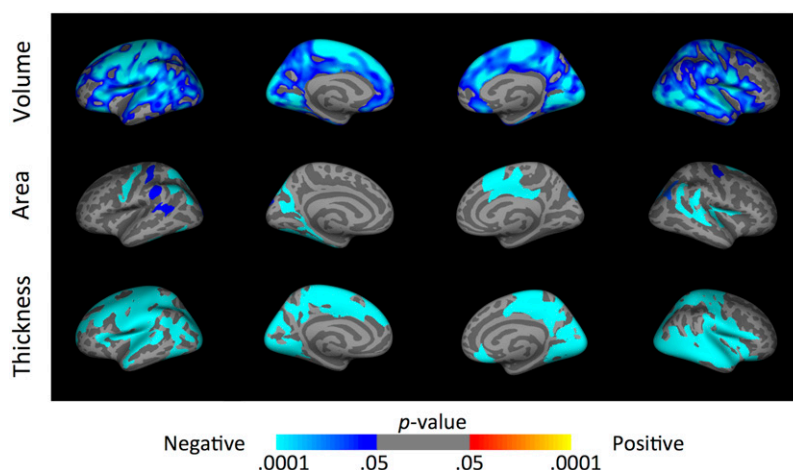 Volume
Area
Thickness
p-value
Negative
Positive
.0001
.05
.05
.0001